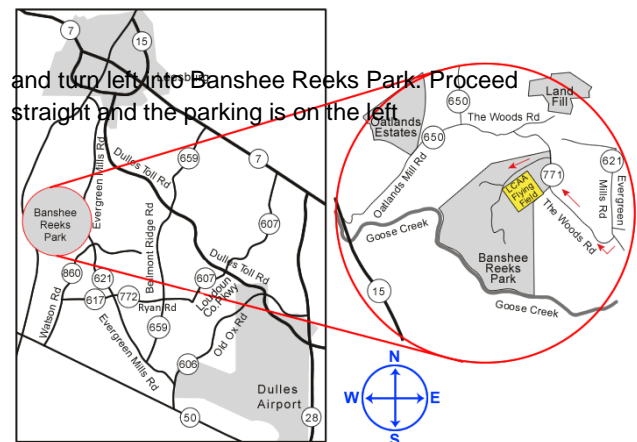 7
15
Leesburg
and turn left into Banshee Reeks Park. Proceed
straight and the parking is on the left
659
7
Dulles Toll Rd
Evergreen Mills Rd
Belmont Ridge Rd
607
Banshee
Reeks
Park
Dulles Toll Rd
860
621
607
Loudoun
Co. Pkwy
617
772
Ryan Rd
Watson Rd
659
Evergreen Mills Rd
Old Ox Rd
606
Dulles
Airport
50
28
650
Land
Fill
Oatlands
Estates
650
The Woods Rd
621
Oatlands Mill Rd
LCAA
Flying
Field
771
Evergreen
Mills Rd
The Woods Rd
Goose Creek
Banshee
Reeks
Park
15
Goose Creek
N
W
E
S